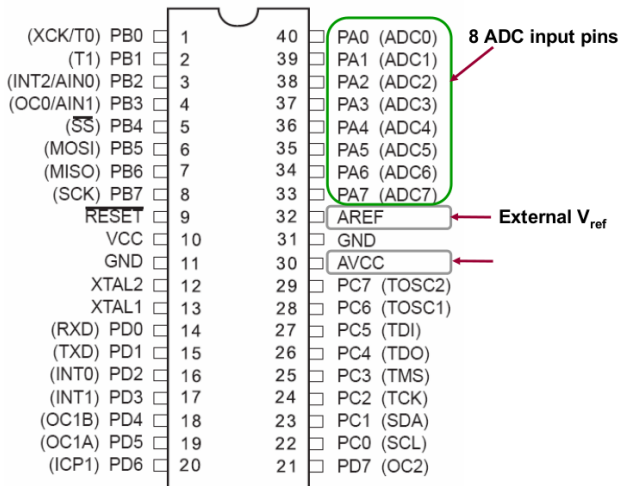 (XCK/T0) PB0 1 40 PA0 (ADC0) 8 ADC input pins
(T1) PB1 2 39 PA1 (ADC1)
(INT2/AIN0) PB2 3 38 PA2 (ADC2)
(OC0/AIN1) PB3 4 37 PA3 (ADC3)
(SS) PB4 5 36 PA4 (ADC4)
(MOSI) PB5 6 35 PA5 (ADC5)
(MISO) PB6 7 34 PA6 (ADC6)
(SCK) PB7 8 33 PA7 (ADC7)
RESET 9 32 AREF External Vref
VCC 10 31 GND
GND 11 30 AVCC
XTAL2 12 29 PC7 (TOSC2)
XTAL1 13 28 PC6 (TOSC1)
(RXD) PD0 14 27 PC5 (TDI)
(TXD) PD1 15 26 PC4 (TDO)
(INT0) PD2 16 25 PC3 (TMS)
(INT1) PD3 17 24 PC2 (TCK)
(OC1B) PD4 18 23 PC1 (SDA)
(OC1A) PD5 19 22 PC0 (SCL)
(ICP1) PD6 20 21 PD7 (OC2)